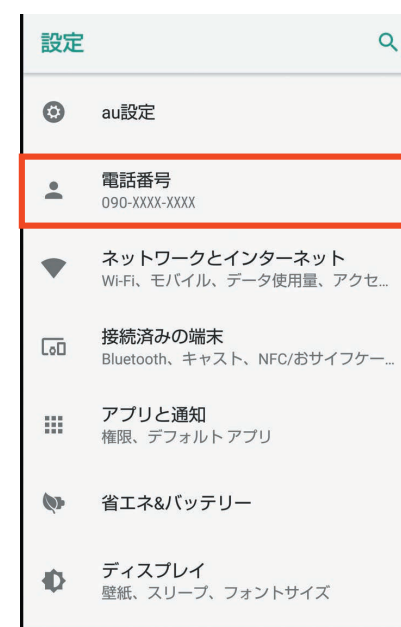 設定
au設定
電話番号
090-XXXX-XXXX
ネットワークとインターネット
Wi-Fi、モバイル、データ使用量、アクセ...
接続済みの端末
Bluetooth、キャスト、NFC/おサイフケー...
アプリと通知
権限、デフォルト アプリ
省エネ&バッテリー
ディスプレイ
壁紙、スリープ、フォントサイズ